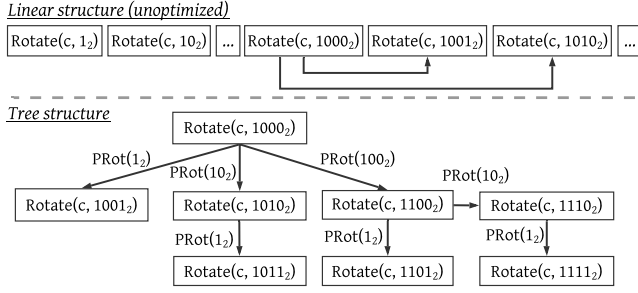 Linear structure (unoptimized)
Rotate(c, 1₂) Rotate(c, 10₂) ... Rotate(c, 1000₂) Rotate(c, 1001₂) Rotate(c, 1010₂) ...
Tree structure
Rotate(c, 1000₂)
PRot(1₂) PRot(10₂) PRot(100₂) PRot(10₂)
Rotate(c, 1001₂) Rotate(c, 1010₂) Rotate(c, 1100₂) Rotate(c, 1110₂)
PRot(1₂) PRot(1₂) PRot(1₂)
Rotate(c, 1011₂) Rotate(c, 1101₂) Rotate(c, 1111₂)